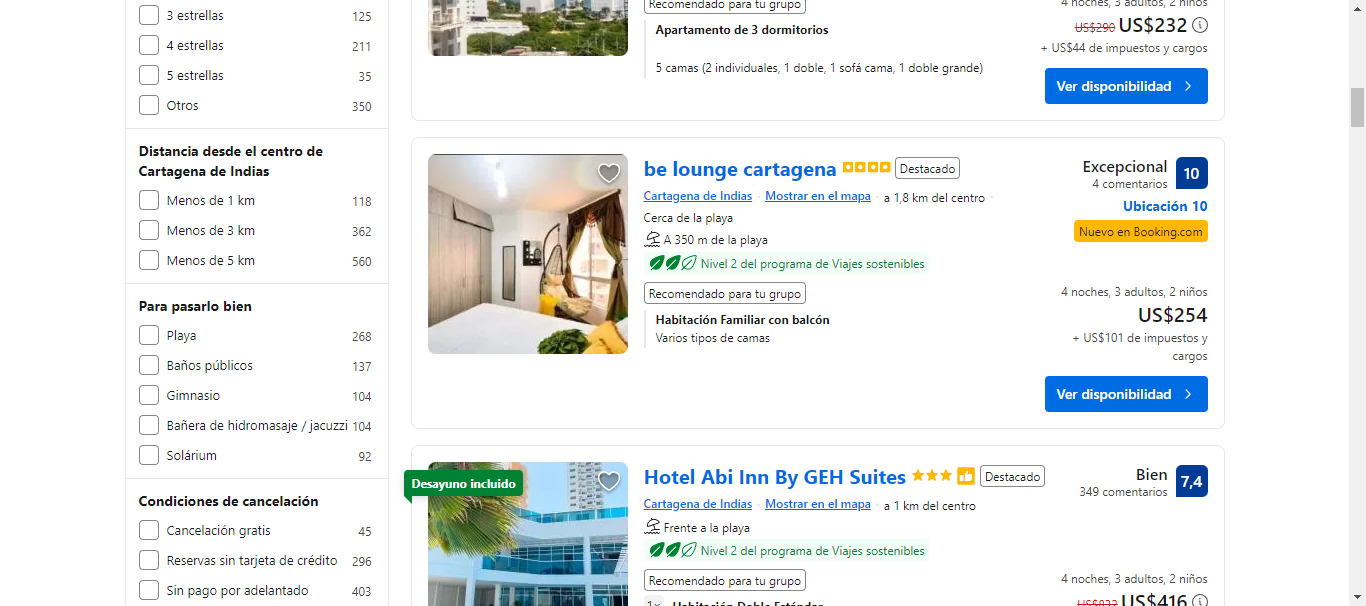 3 estrellas 125
4 estrellas 211
5 estrellas 35
Otros 350
Distancia desde el centro de
Cartagena de Indias
Menos de 1 km 118
Menos de 3 km 362
Menos de 5 km 560
Para pasarlo bien
Playa 268
Baños públicos 137
Gimnasio 104
Bañera de hidromasaje / jacuzzi 104
Solárium 92
Condiciones de cancelación
Cancelación gratis 45
Reservas sin tarjeta de crédito 296
Sin pago por adelantado 403
Recomendado para tu grupo
Apartamento de 3 dormitorios
5 camas (2 individuales, 1 doble, 1 sofá cama, 1 doble grande)
4 noches, 3 adultos, 2 niños
US$290 US$232
+ US$44 de impuestos y cargos
Ver disponibilidad
be lounge cartagena Destacado
Cartagena de Indias · Mostrar en el mapa · a 1,8 km del centro ·
Cerca de la playa
A 350 m de la playa
Nivel 2 del programa de Viajes sostenibles
Recomendado para tu grupo
Habitación Familiar con balcón
Varios tipos de camas
Excepcional 10
4 comentarios
Ubicación 10
Nuevo en Booking.com
4 noches, 3 adultos, 2 niños
US$254
+ US$101 de impuestos y
cargos
Ver disponibilidad
Desayuno incluido
Hotel Abi Inn By GEH Suites Destacado
Cartagena de Indias · Mostrar en el mapa · a 1 km del centro
Frente a la playa
Nivel 2 del programa de Viajes sostenibles
Recomendado para tu grupo
1× Habitación Doble Estándar
Bien 7,4
349 comentarios
4 noches, 3 adultos, 2 niños
US$832 US$416